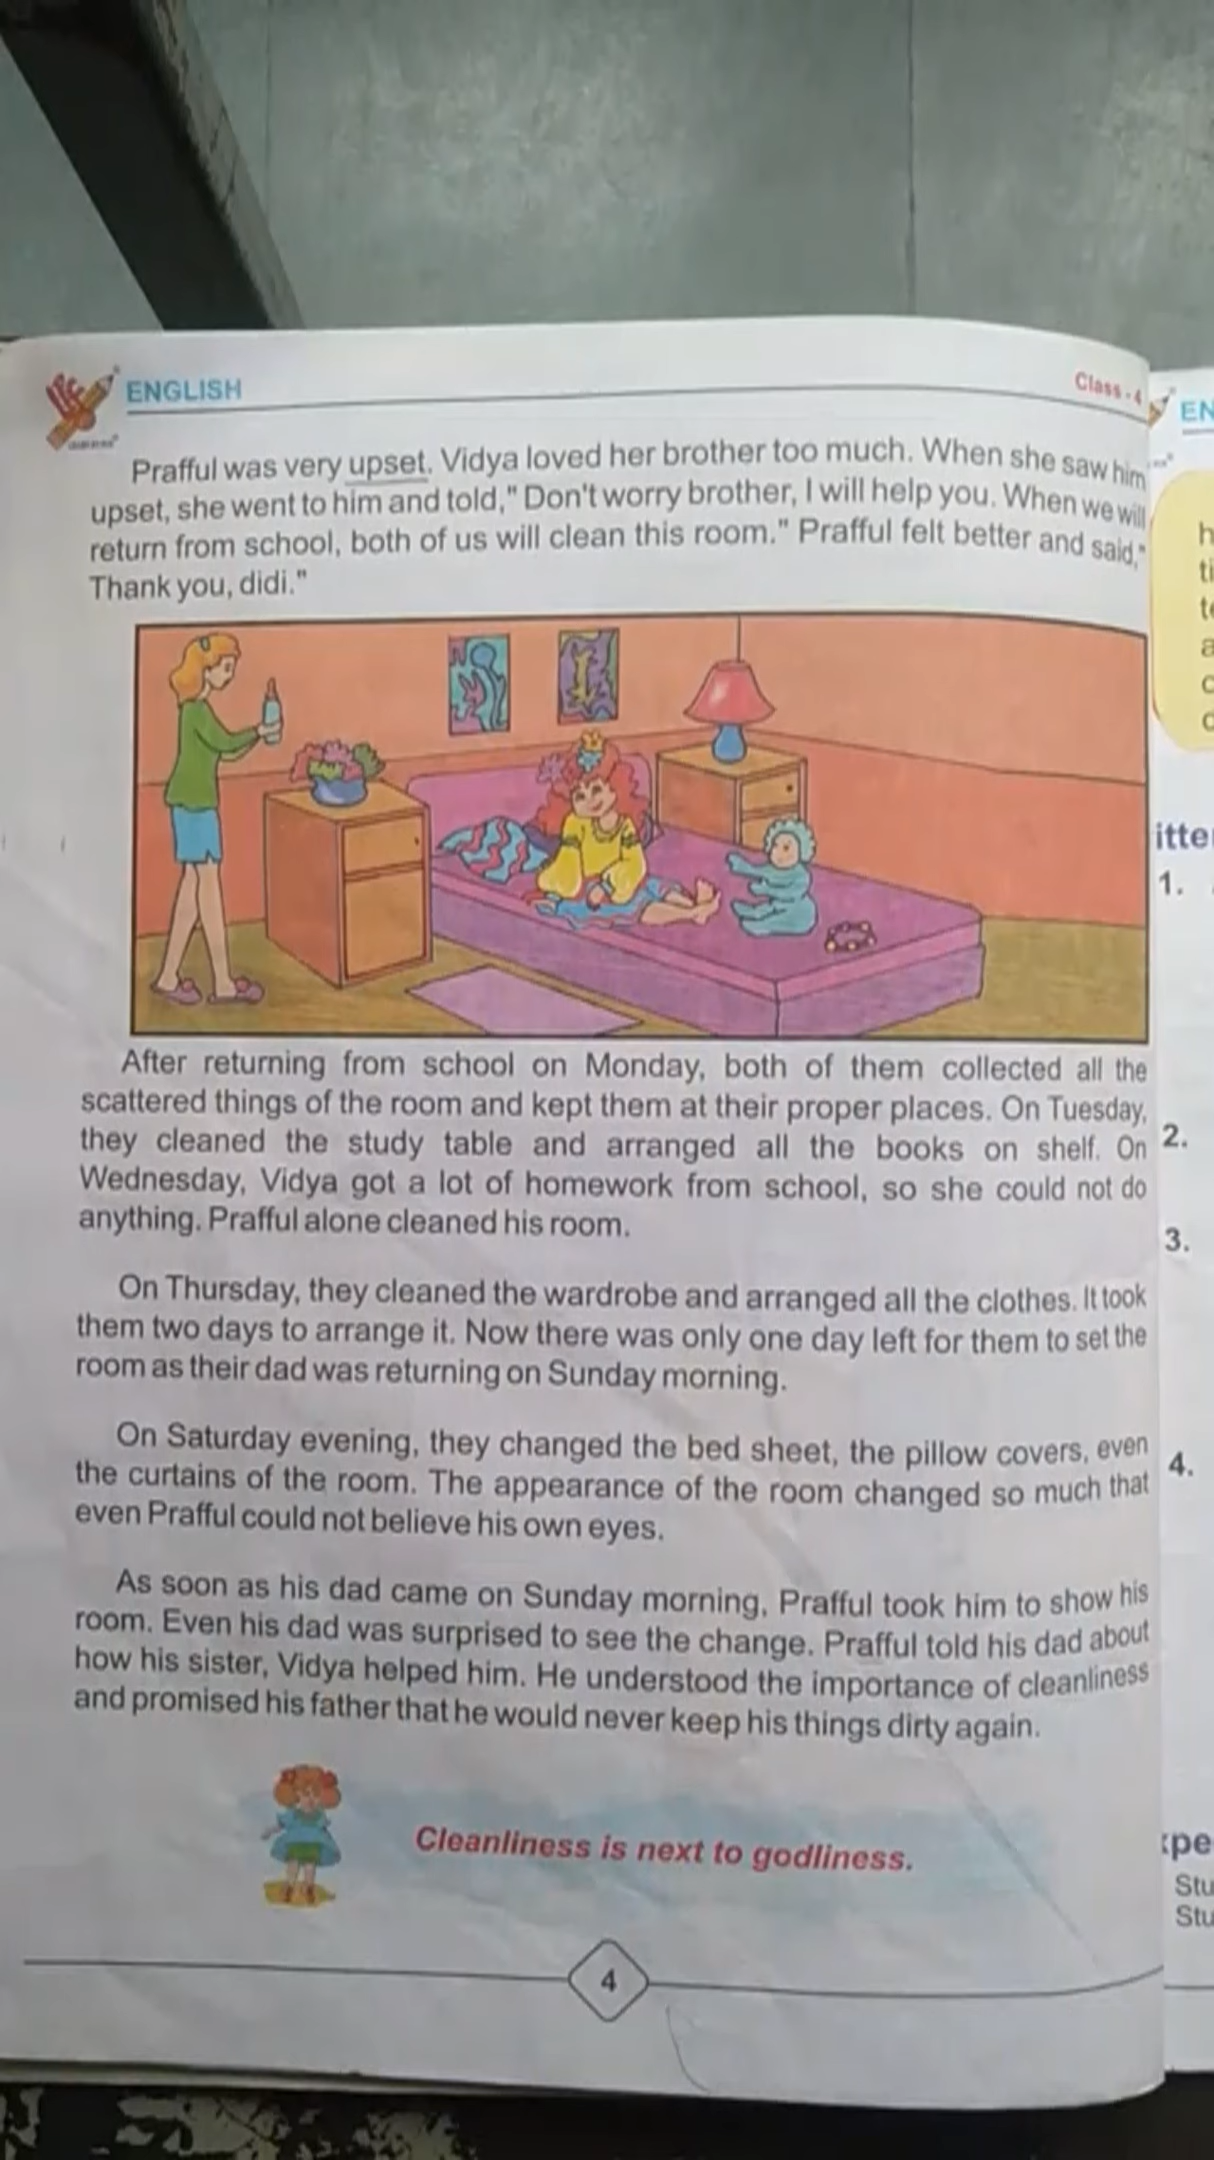 ENGLISH
Class - 4
EN
Prafful was very upset. Vidya loved her brother too much. When she saw him
upset, she went to him and told," Don't worry brother, I will help you. When we will
return from school, both of us will clean this room." Prafful felt better and said,"
Thank you, didi."
After returning from school on Monday, both of them collected all the
scattered things of the room and kept them at their proper places. On Tuesday,
they cleaned the study table and arranged all the books on shelf. On
Wednesday, Vidya got a lot of homework from school, so she could not do
anything. Prafful alone cleaned his room.
On Thursday, they cleaned the wardrobe and arranged all the clothes. It took
them two days to arrange it. Now there was only one day left for them to set the
room as their dad was returning on Sunday morning.
On Saturday evening, they changed the bed sheet, the pillow covers, even
the curtains of the room. The appearance of the room changed so much that
even Prafful could not believe his own eyes.
As soon as his dad came on Sunday morning, Prafful took him to show his
room. Even his dad was surprised to see the change. Prafful told his dad about
how his sister, Vidya helped him. He understood the importance of cleanliness
and promised his father that he would never keep his things dirty again.
Cleanliness is next to godliness.
4
h
ti
te
a
c
d
itte
1.
2.
3.
4.
xpe
Stu
Stu